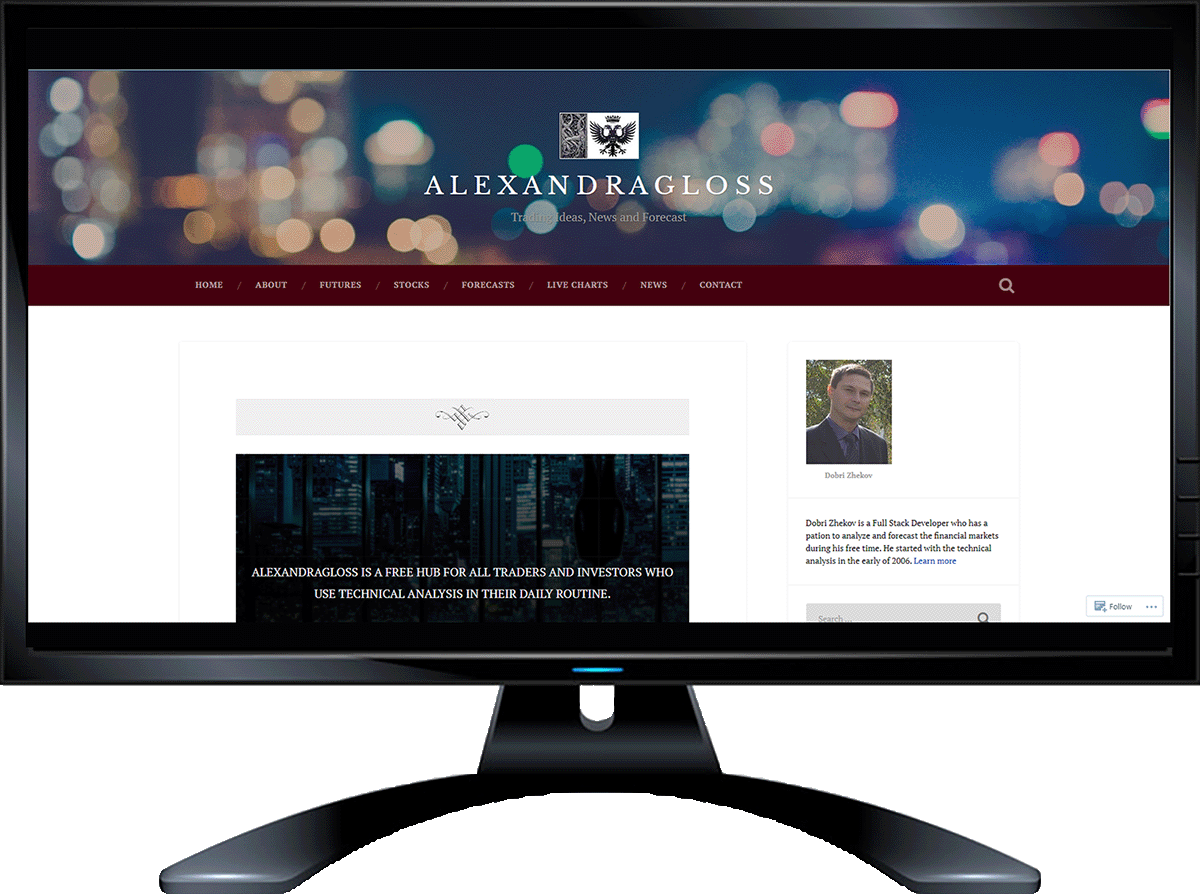 ALEXANDRAGLOSS
Trading Ideas, News and Forecast
HOME / ABOUT / FUTURES / STOCKS / FORECASTS / LIVE CHARTS / NEWS / CONTACT
ALEXANDRAGLOSS IS A FREE HUB FOR ALL TRADERS AND INVESTORS WHO
USE TECHNICAL ANALYSIS IN THEIR DAILY ROUTINE.
Dobri Zhekov
Dobri Zhekov is a Full Stack Developer who has a
pation to analyze and forecast the financial markets
during his free time. He started with the technical
analysis in the early of 2006. Learn more
Search ...
Follow ...